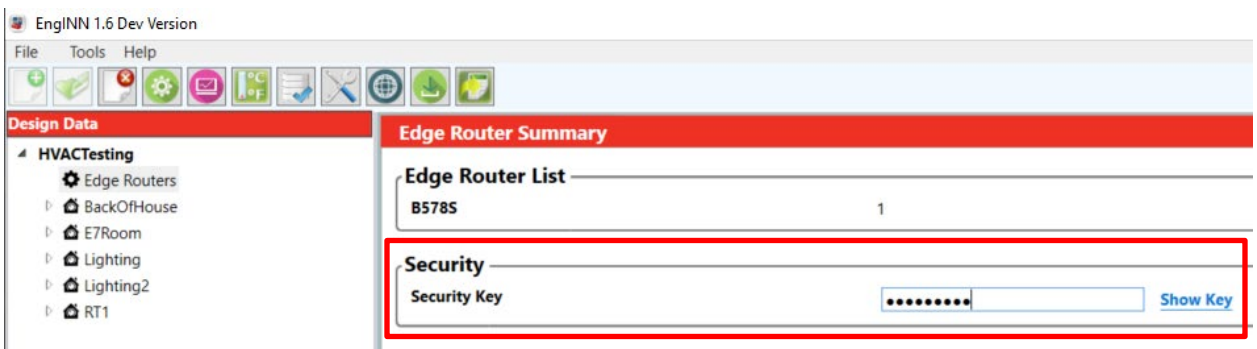 EngINN 1.6 Dev Version
File Tools Help
°C
°F
Design Data
HVACTesting
Edge Routers
BackOfHouse
E7Room
Lighting
Lighting2
RT1
Edge Router Summary
Edge Router List
B578S 1
Security
Security Key ●●●●●●●●● Show Key